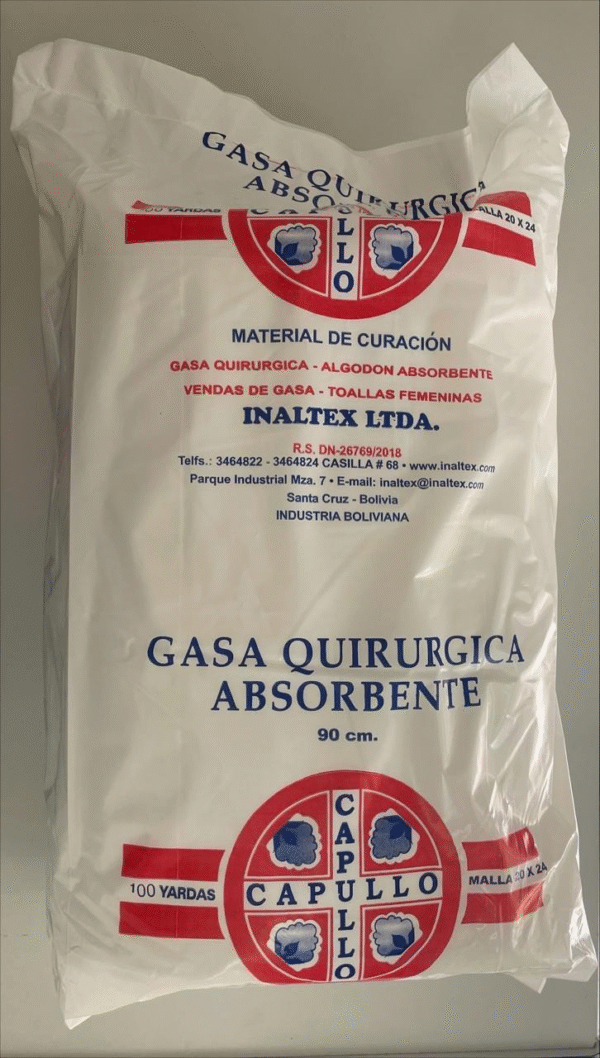 GASA QUIRURGICA
ABSO
100 YARDAS
CAPULLO
MALLA 20 X 24
MATERIAL DE CURACIÓN
GASA QUIRURGICA - ALGODON ABSORBENTE
VENDAS DE GASA - TOALLAS FEMENINAS
INALTEX LTDA.
R.S. DN-26769/2018
Telfs.: 3464822 - 3464824 CASILLA # 68 • www.inaltex.com
Parque Industrial Mza. 7 • E-mail: inaltex@inaltex.com
Santa Cruz - Bolivia
INDUSTRIA BOLIVIANA
GASA QUIRURGICA
ABSORBENTE
90 cm.
CAPULLO
100 YARDAS
CAPULLO
MALLA 20 X 24